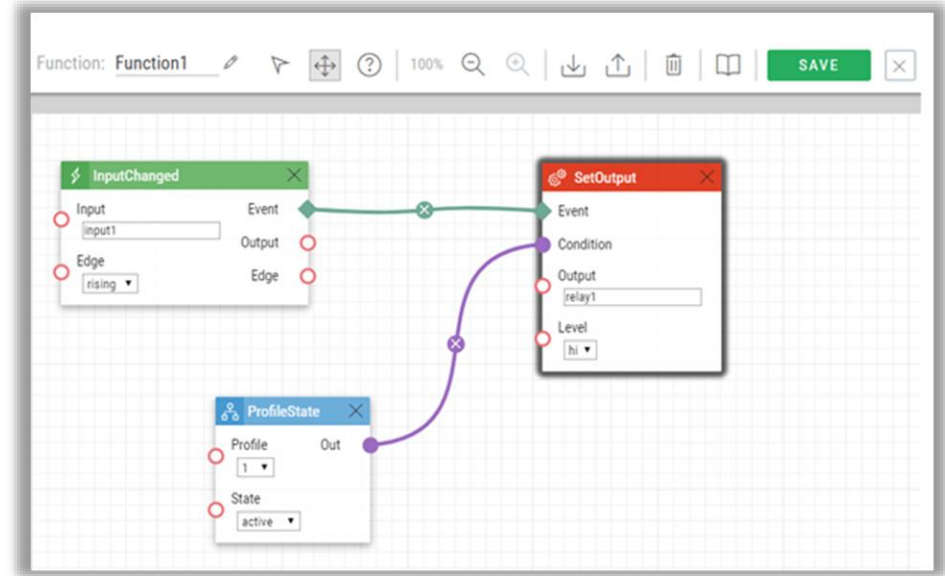 Function: Function1
100%
SAVE
InputChanged
Input Event
input1
Output
Edge
Edge
rising
SetOutput
Event
Condition
Output
relay1
Level
hi
ProfileState
Profile Out
1
State
active